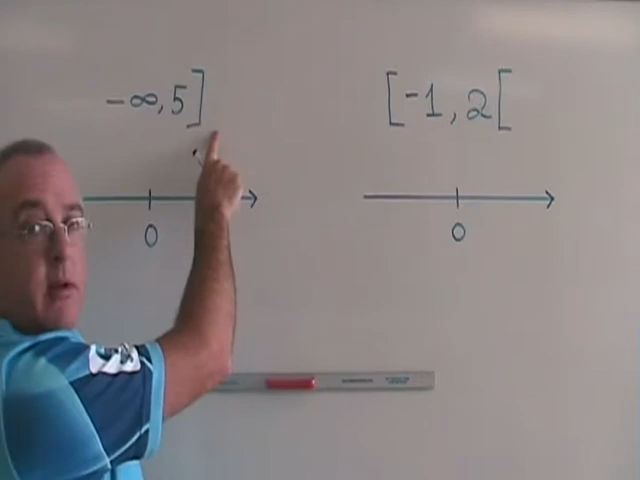 -∞, 5]
[-1, 2[
0
0